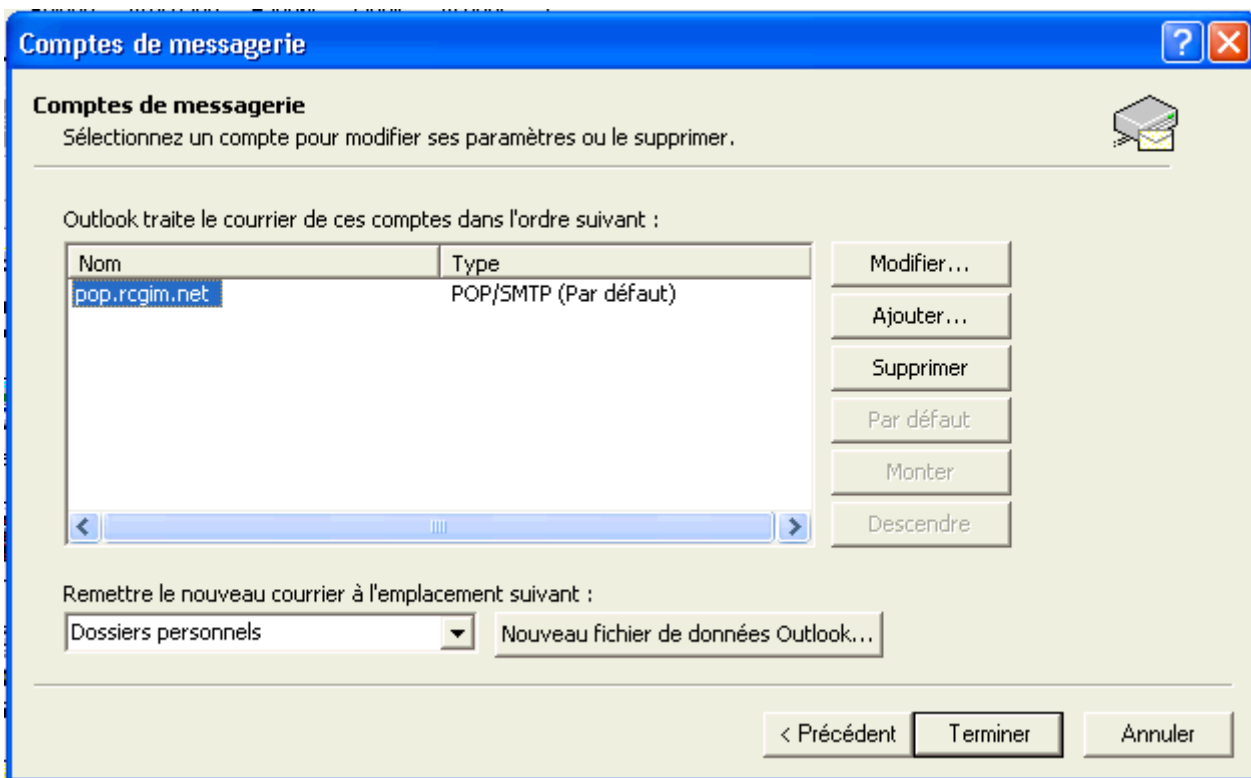 Comptes de messagerie
Comptes de messagerie
Sélectionnez un compte pour modifier ses paramètres ou le supprimer.
Outlook traite le courrier de ces comptes dans l'ordre suivant :
Nom Type
pop.rcgim.net POP/SMTP (Par défaut)
Modifier...
Ajouter...
Supprimer
Par défaut
Monter
Descendre
Remettre le nouveau courrier à l'emplacement suivant :
Dossiers personnels Nouveau fichier de données Outlook...
< Précédent Terminer Annuler